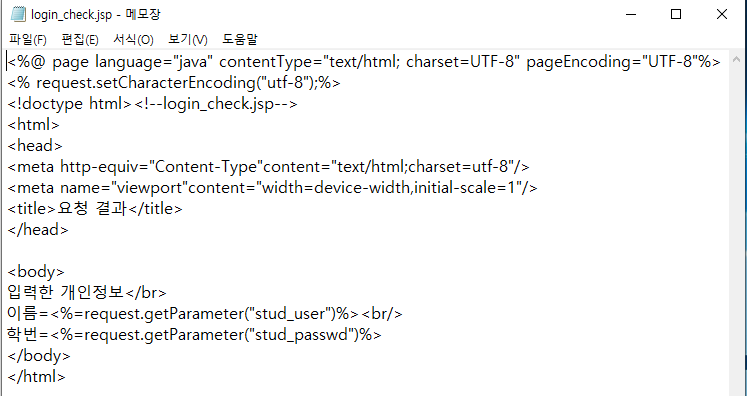 login_check.jsp - 메모장
파일(F) 편집(E) 서식(O) 보기(V) 도움말
<%@ page language="java" contentType="text/html; charset=UTF-8" pageEncoding="UTF-8"%>
<% request.setCharacterEncoding("utf-8");%>
<!doctype html><!--login_check.jsp-->
<html>
<head>
<meta http-equiv="Content-Type"content="text/html;charset=utf-8"/>
<meta name="viewport"content="width=device-width,initial-scale=1"/>
<title>요청 결과</title>
</head>
<body>
입력한 개인정보</br>
이름=<%=request.getParameter("stud_user")%><br/>
학번=<%=request.getParameter("stud_passwd")%>
</body>
</html>